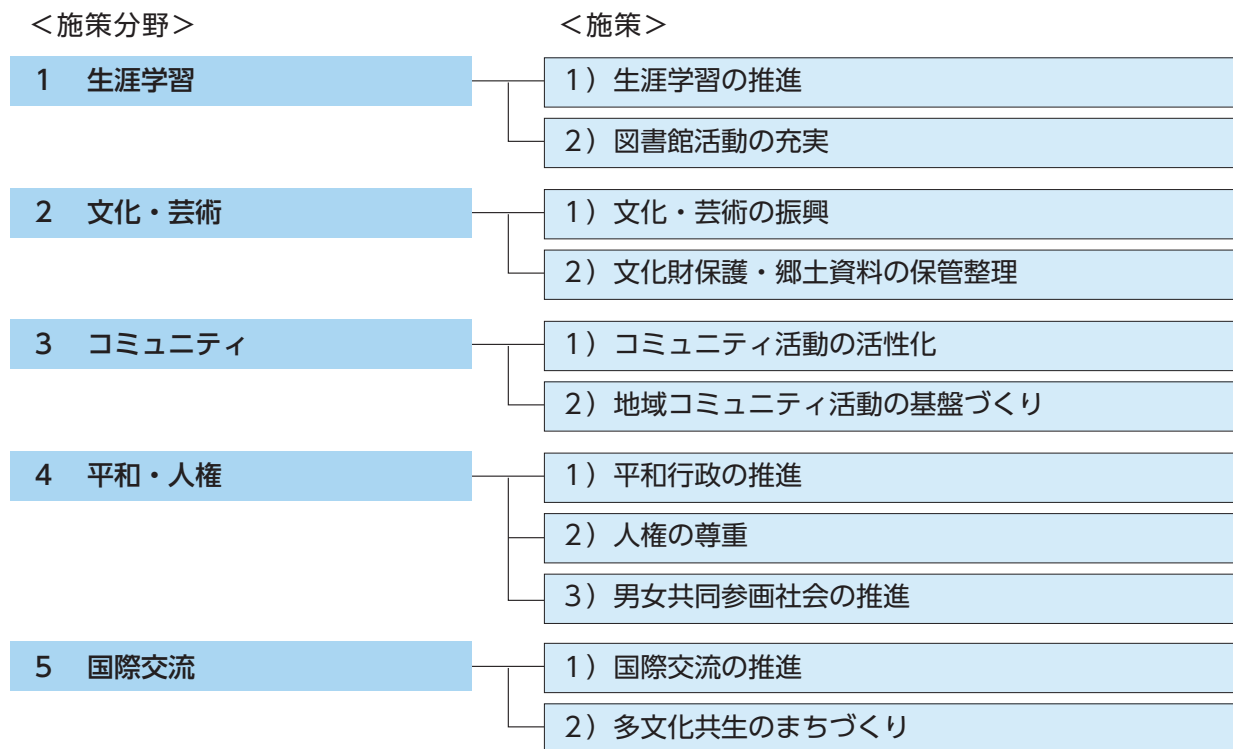 ＜施策分野＞
＜施策＞
1 生涯学習
1）生涯学習の推進
2）図書館活動の充実
2 文化・芸術
1）文化・芸術の振興
2）文化財保護・郷土資料の保管整理
3 コミュニティ
1）コミュニティ活動の活性化
2）地域コミュニティ活動の基盤づくり
4 平和・人権
1）平和行政の推進
2）人権の尊重
3）男女共同参画社会の推進
5 国際交流
1）国際交流の推進
2）多文化共生のまちづくり